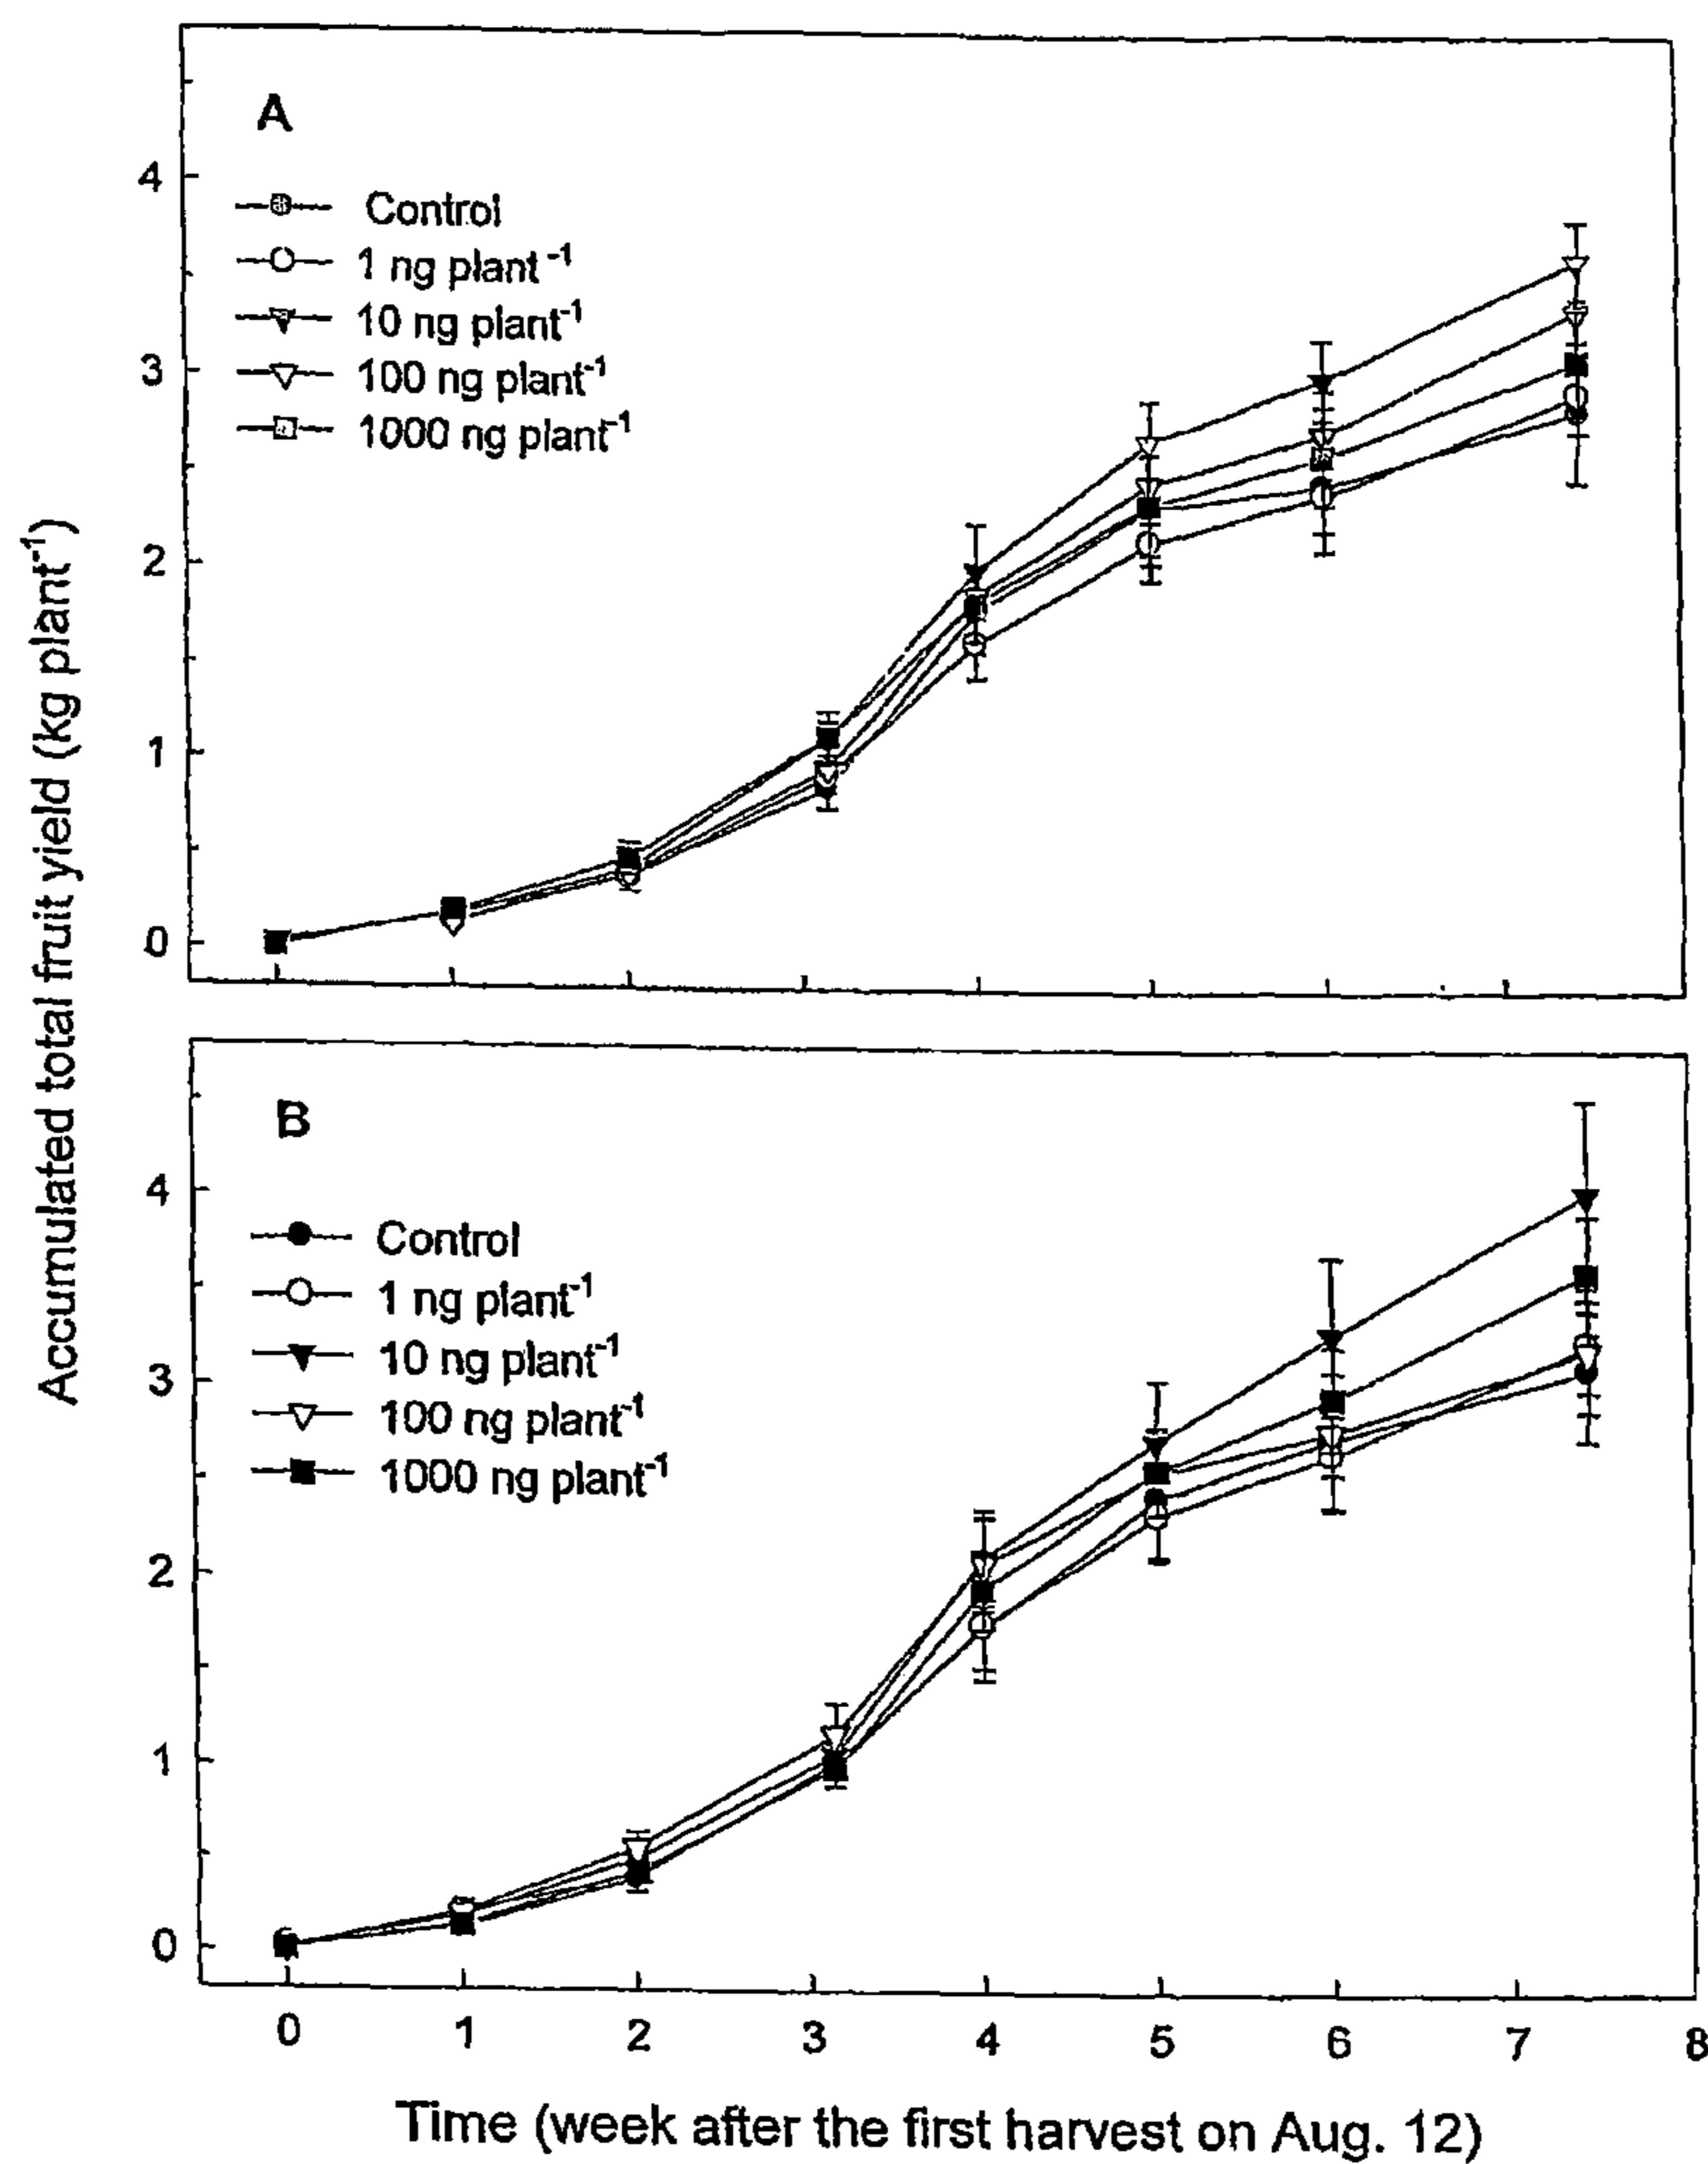 Accumulated total fruit yield (kg plant⁻¹)
A
4
3
2
1
0
Control
1 ng plant⁻¹
10 ng plant⁻¹
100 ng plant⁻¹
1000 ng plant⁻¹
B
4
3
2
1
0
Control
1 ng plant⁻¹
10 ng plant⁻¹
100 ng plant⁻¹
1000 ng plant⁻¹
0 1 2 3 4 5 6 7 8
Time (week after the first harvest on Aug. 12)